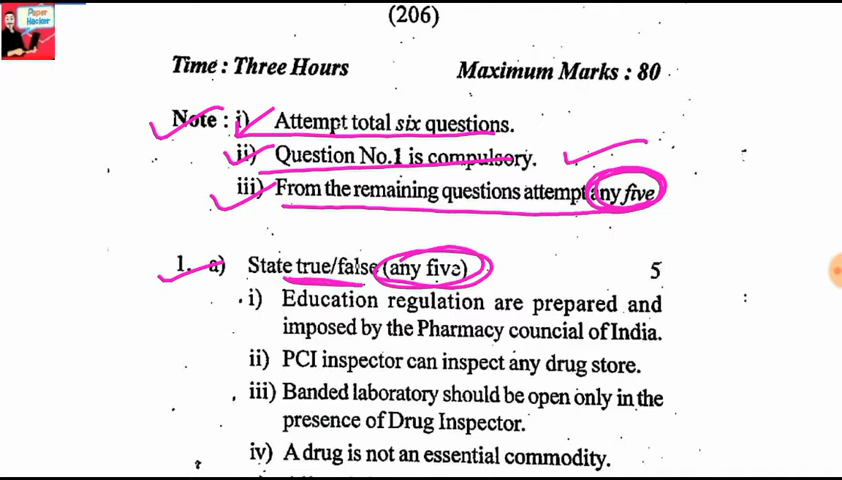 Paper
Hacker
(206)
Time : Three Hours Maximum Marks : 80
Note : i) Attempt total six questions.
ii) Question No.1 is compulsory.
iii) From the remaining questions attempt any five
1. a) State true/false (any five) 5
i) Education regulation are prepared and
imposed by the Pharmacy councial of India.
ii) PCI inspector can inspect any drug store.
iii) Banded laboratory should be open only in the
presence of Drug Inspector.
iv) A drug is not an essential commodity.